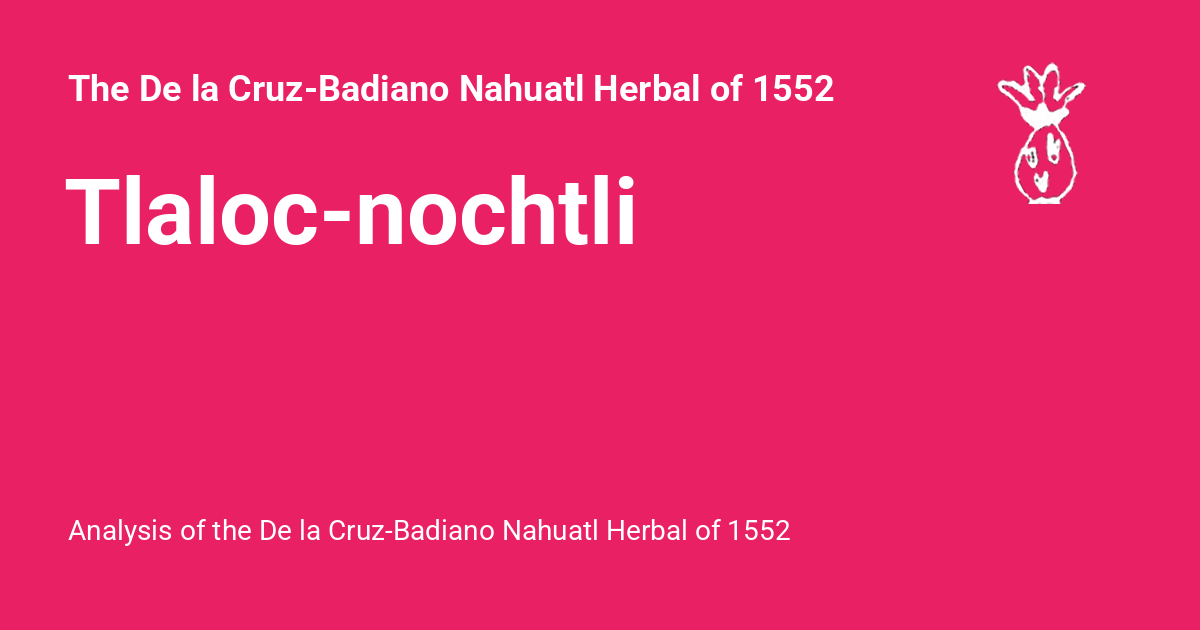 The De la Cruz-Badiano Nahuatl Herbal of 1552
Tlaloc-nochtli
Analysis of the De la Cruz-Badiano Nahuatl Herbal of 1552